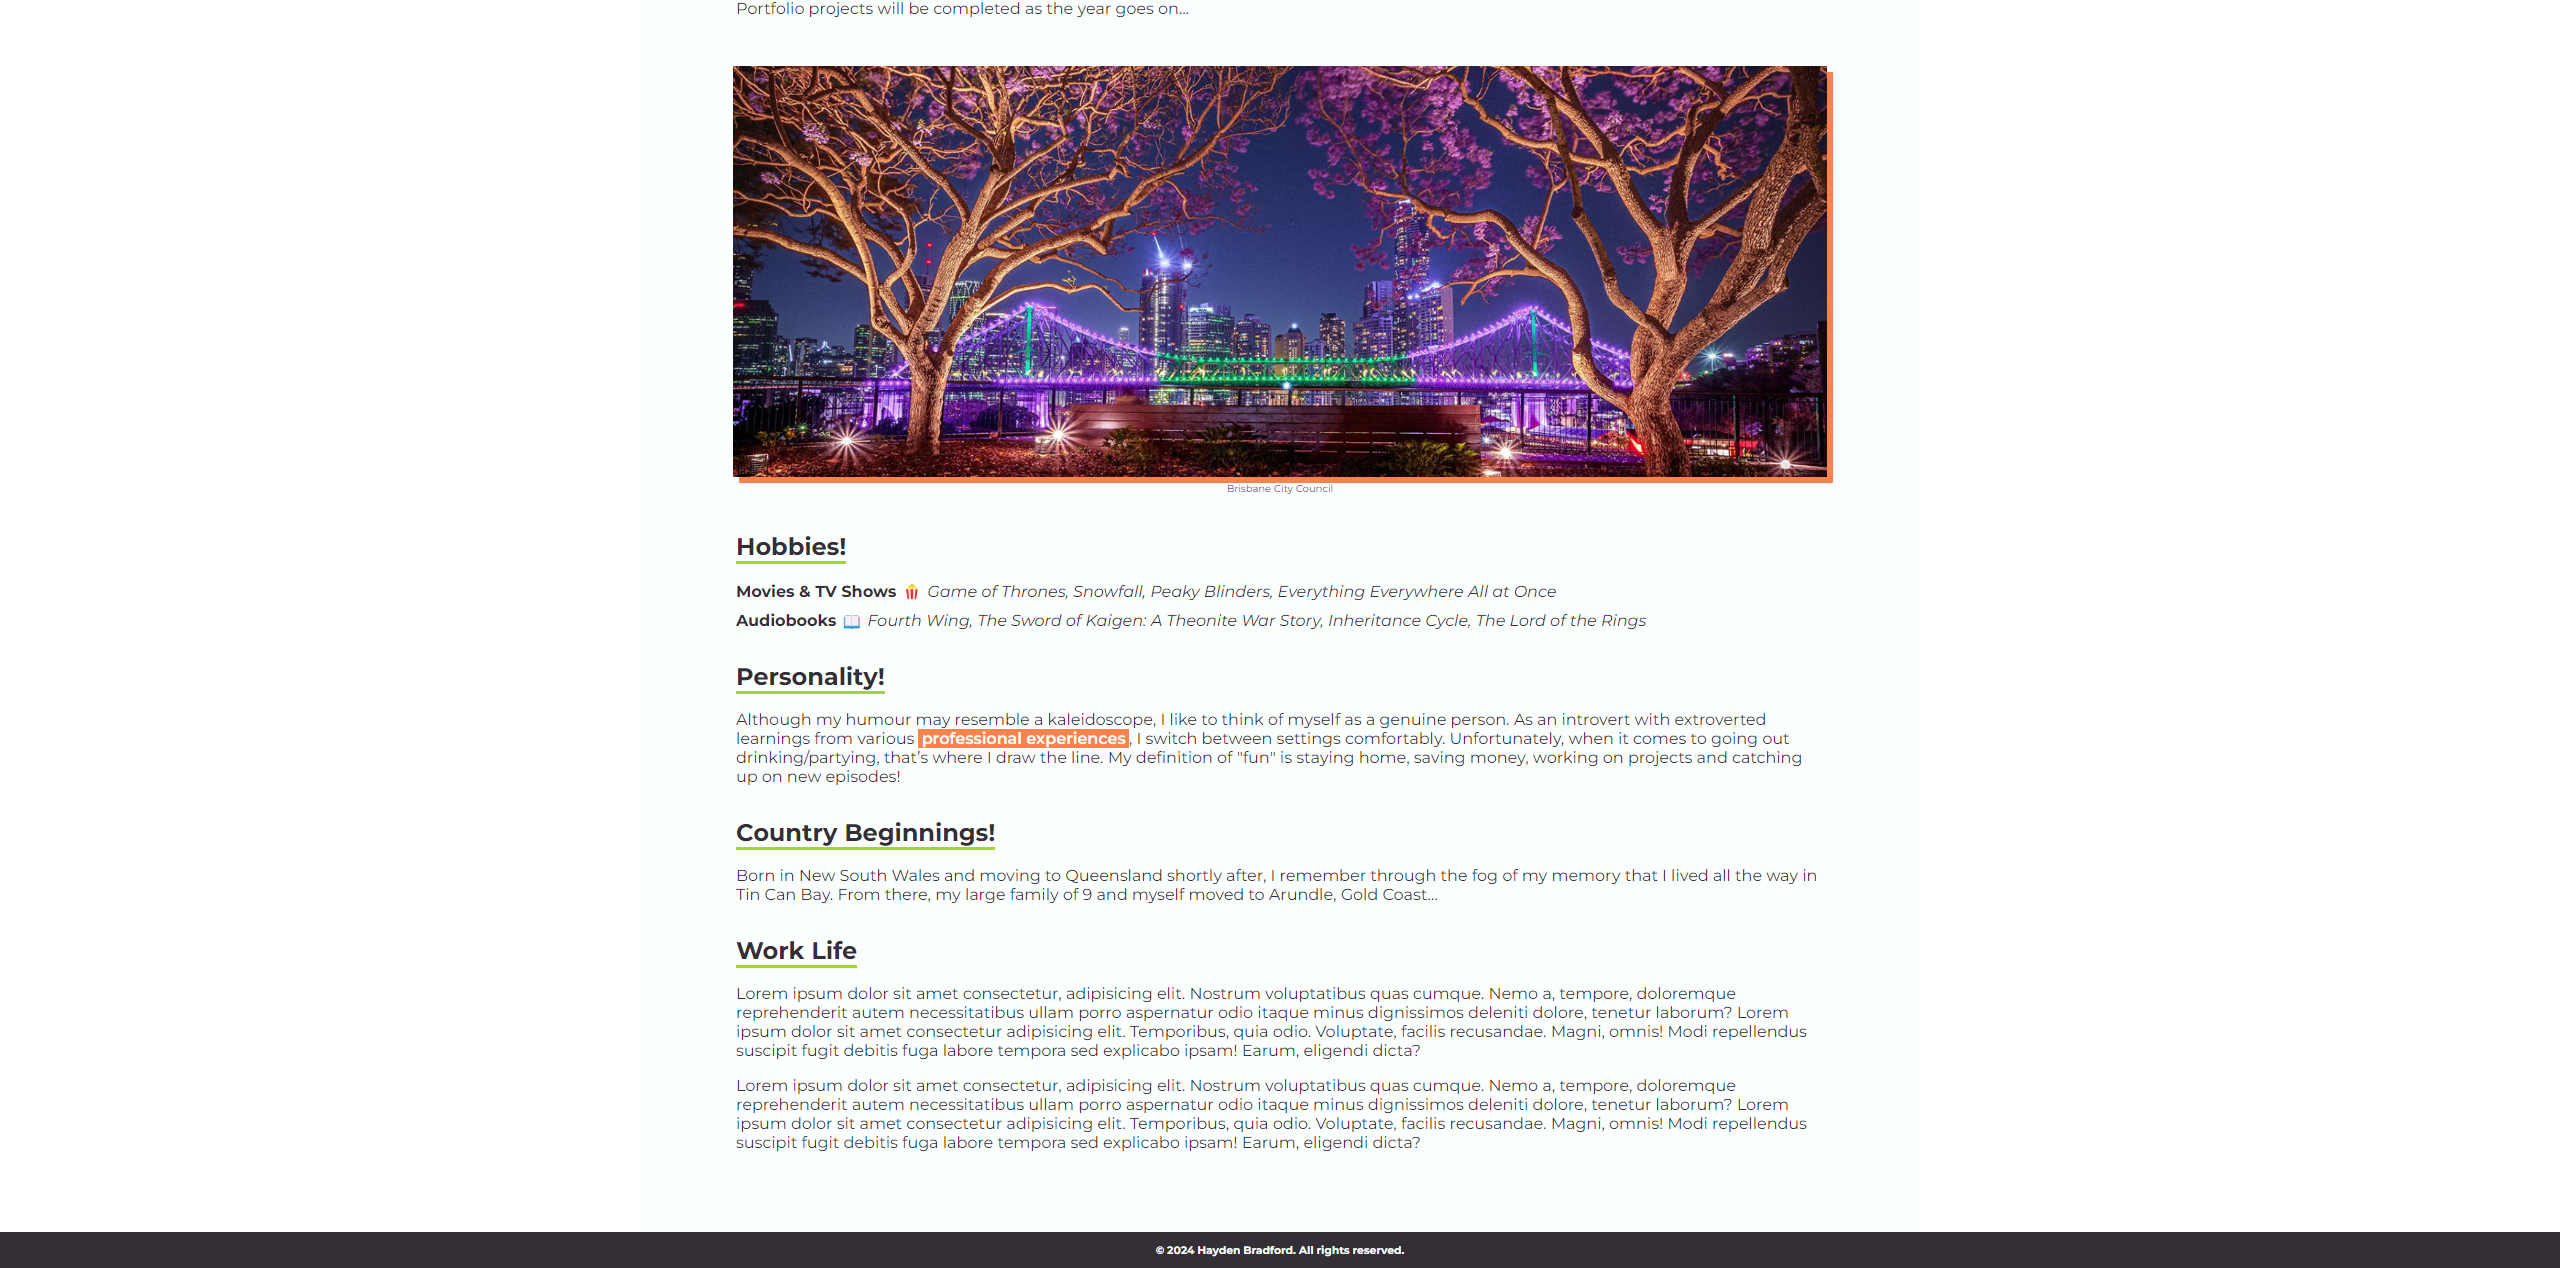 Portfolio projects will be completed as the year goes on...
Brisbane City Council
Hobbies!
Movies & TV Shows 🍿 Game of Thrones, Snowfall, Peaky Blinders, Everything Everywhere All at Once
Audiobooks 📖 Fourth Wing, The Sword of Kaigen: A Theonite War Story, Inheritance Cycle, The Lord of the Rings
Personality!
Although my humour may resemble a kaleidoscope, I like to think of myself as a genuine person. As an introvert with extroverted
learnings from various professional experiences, I switch between settings comfortably. Unfortunately, when it comes to going out
drinking/partying, that’s where I draw the line. My definition of "fun" is staying home, saving money, working on projects and catching
up on new episodes!
Country Beginnings!
Born in New South Wales and moving to Queensland shortly after, I remember through the fog of my memory that I lived all the way in
Tin Can Bay. From there, my large family of 9 and myself moved to Arundle, Gold Coast...
Work Life
Lorem ipsum dolor sit amet consectetur, adipisicing elit. Nostrum voluptatibus quas cumque. Nemo a, tempore, doloremque
reprehenderit autem necessitatibus ullam porro aspernatur odio itaque minus dignissimos deleniti dolore, tenetur laborum? Lorem
ipsum dolor sit amet consectetur adipisicing elit. Temporibus, quia odio. Voluptate, facilis recusandae. Magni, omnis! Modi repellendus
suscipit fugit debitis fuga labore tempora sed explicabo ipsam! Earum, eligendi dicta?
Lorem ipsum dolor sit amet consectetur, adipisicing elit. Nostrum voluptatibus quas cumque. Nemo a, tempore, doloremque
reprehenderit autem necessitatibus ullam porro aspernatur odio itaque minus dignissimos deleniti dolore, tenetur laborum? Lorem
ipsum dolor sit amet consectetur adipisicing elit. Temporibus, quia odio. Voluptate, facilis recusandae. Magni, omnis! Modi repellendus
suscipit fugit debitis fuga labore tempora sed explicabo ipsam! Earum, eligendi dicta?
© 2024 Hayden Bradford. All rights reserved.